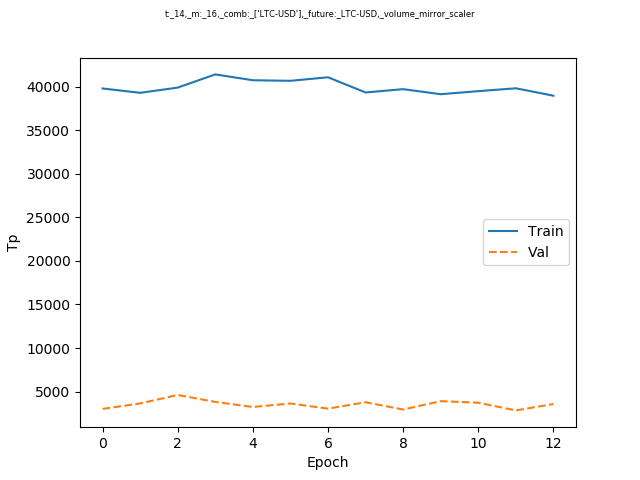 t:_14,_m:_16,_comb:_['LTC-USD'],_future:_LTC-USD,_volume_mirror_scaler
40000
35000
30000
25000
20000
15000
10000
5000
Tp
Train
Val
0 2 4 6 8 10 12
Epoch